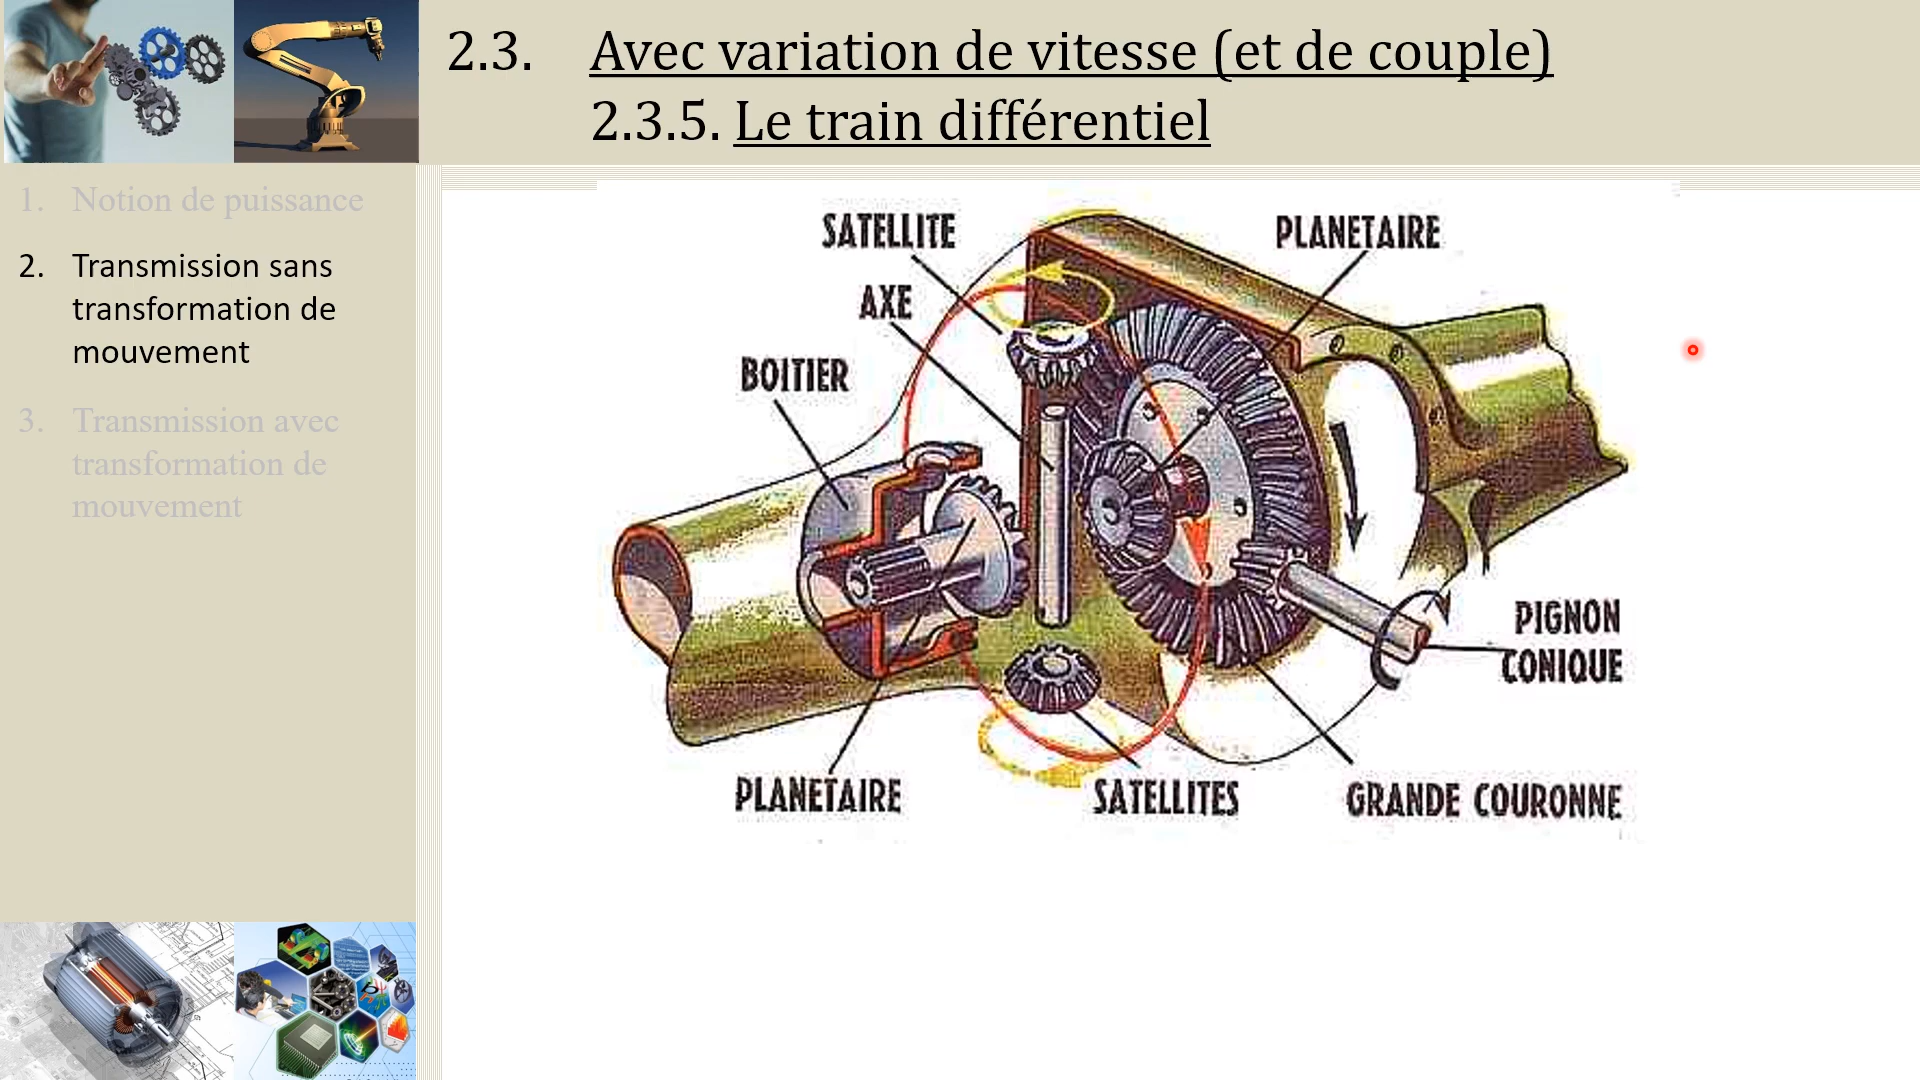 2.3. Avec variation de vitesse (et de couple)
2.3.5. Le train différentiel
1. Notion de puissance
2. Transmission sans
transformation de
mouvement
3. Transmission avec
transformation de
mouvement
SATELLITE
PLANETAIRE
AXE
BOITIER
PIGNON
CONIQUE
PLANETAIRE
SATELLITES
GRANDE COURONNE